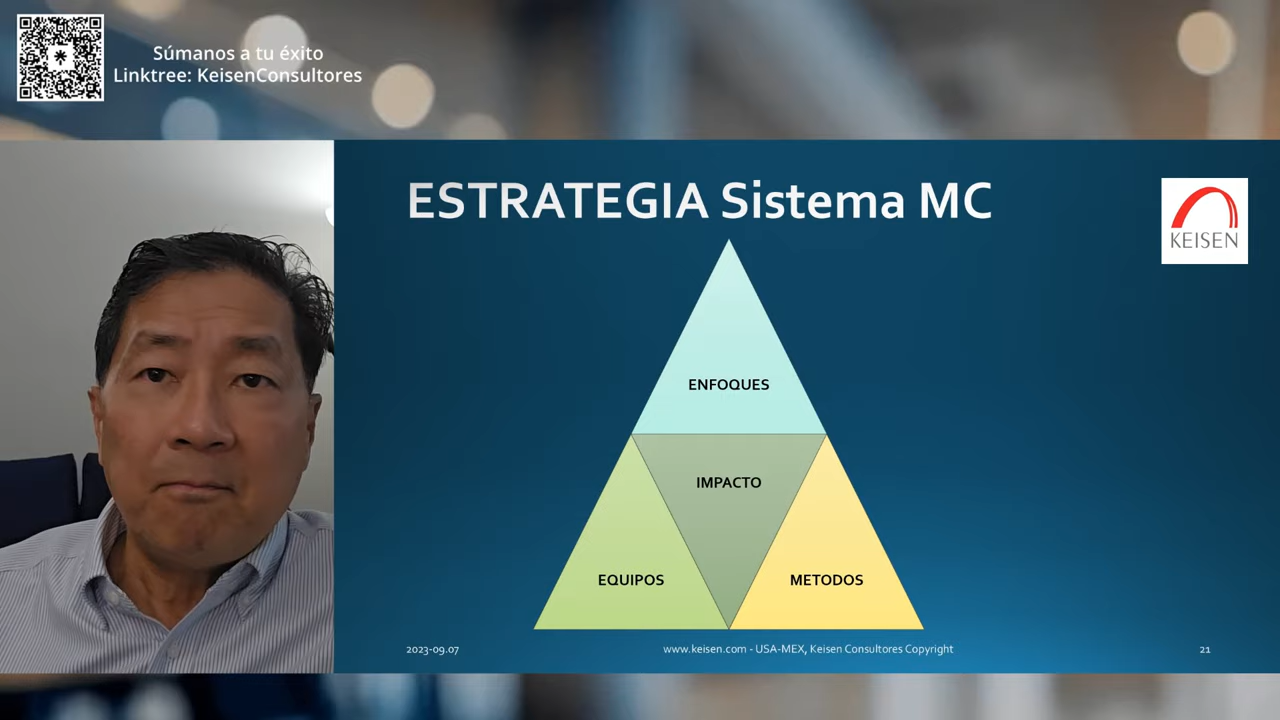 Súmanos a tu éxito
Linktree: KeisenConsultores
ESTRATEGIA Sistema MC
KEISEN
ENFOQUES
IMPACTO
EQUIPOS
METODOS
2023-09.07
www.keisen.com - USA-MEX, Keisen Consultores Copyright
21